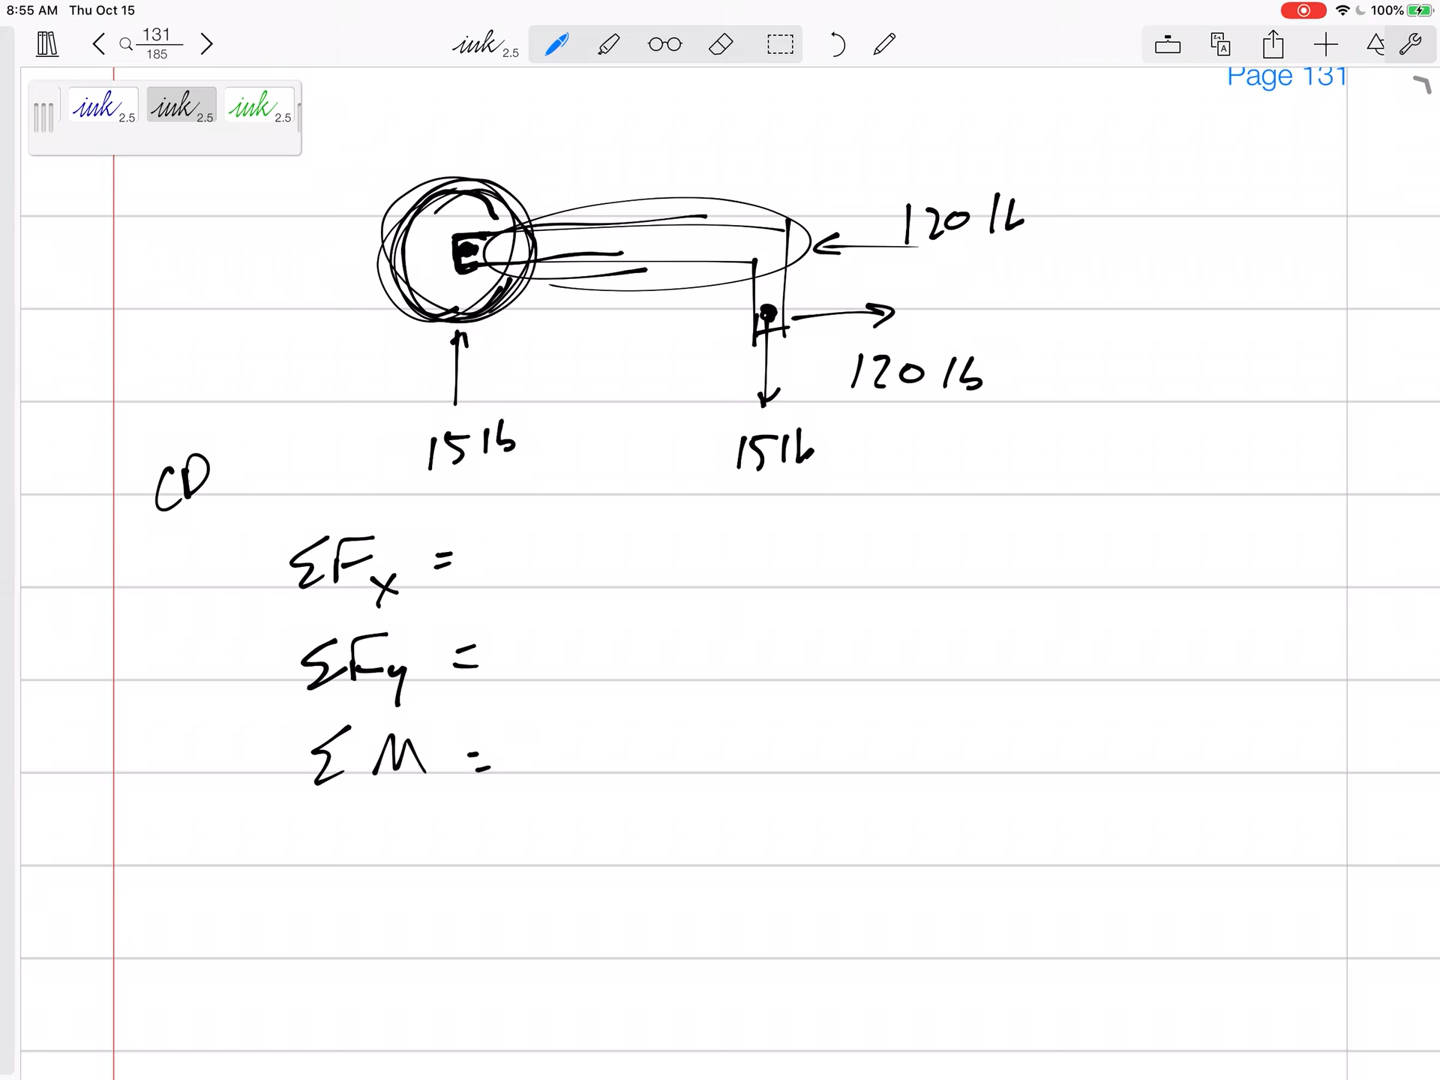 8:55 AM Thu Oct 15
100%
131
185
ink 2.5
Page 131
ink 2.5 ink 2.5 ink 2.5
120 lb
120 lb
15 lb
15 lb
CD
ΣFx =
ΣFy =
ΣM =